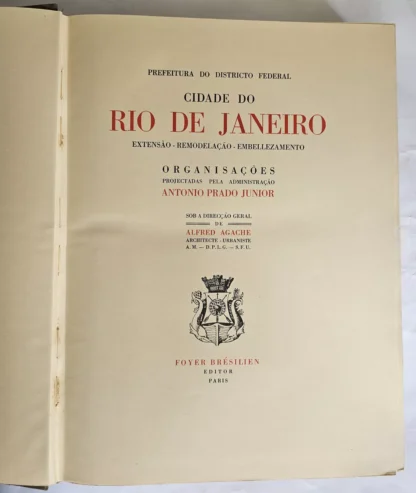 PREFEITURA DO DISTRICTO FEDERAL
CIDADE DO
RIO DE JANEIRO
EXTENSÃO - REMODELAÇÃO - EMBELLEZAMENTO
ORGANISAÇÕES
PROJECTADAS PELA ADMINISTRAÇÃO
ANTONIO PRADO JUNIOR
SOB A DIRECÇÃO GERAL
DE
ALFRED AGACHE
ARCHITECTE - URBANISTE
A. M. — D. P. L. G. — S. F. U.
FOYER BRÉSILIEN
EDITOR
PARIS